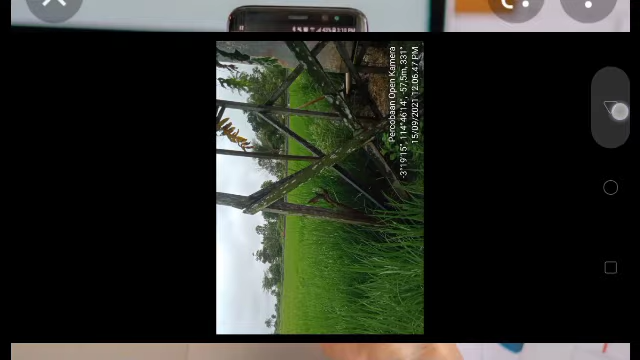 Percobaan Open Kamera
-3°19'15", 114°46'14", -57.5m, 331°
15/09/2021 12.06.47 PM